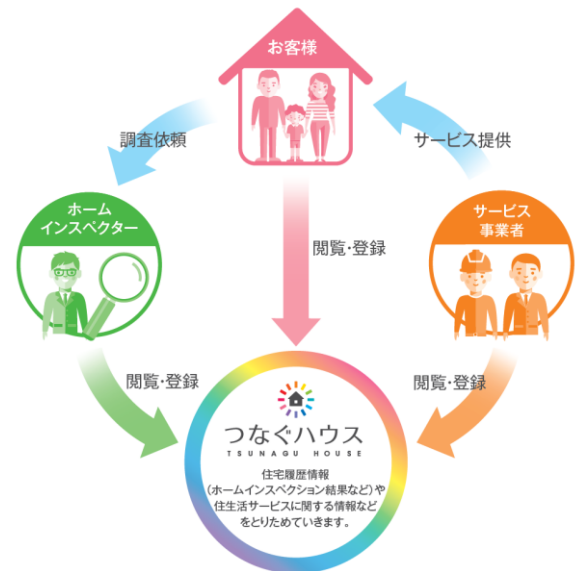 お客様
調査依頼
サービス提供
ホーム
インスペクター
サービス
事業者
閲覧・登録
閲覧・登録
閲覧・登録
つなぐハウス
TSUNAGU HOUSE
住宅履歴情報
(ホームインスペクション結果など)や
住生活サービスに関する情報など
をとりためていきます。